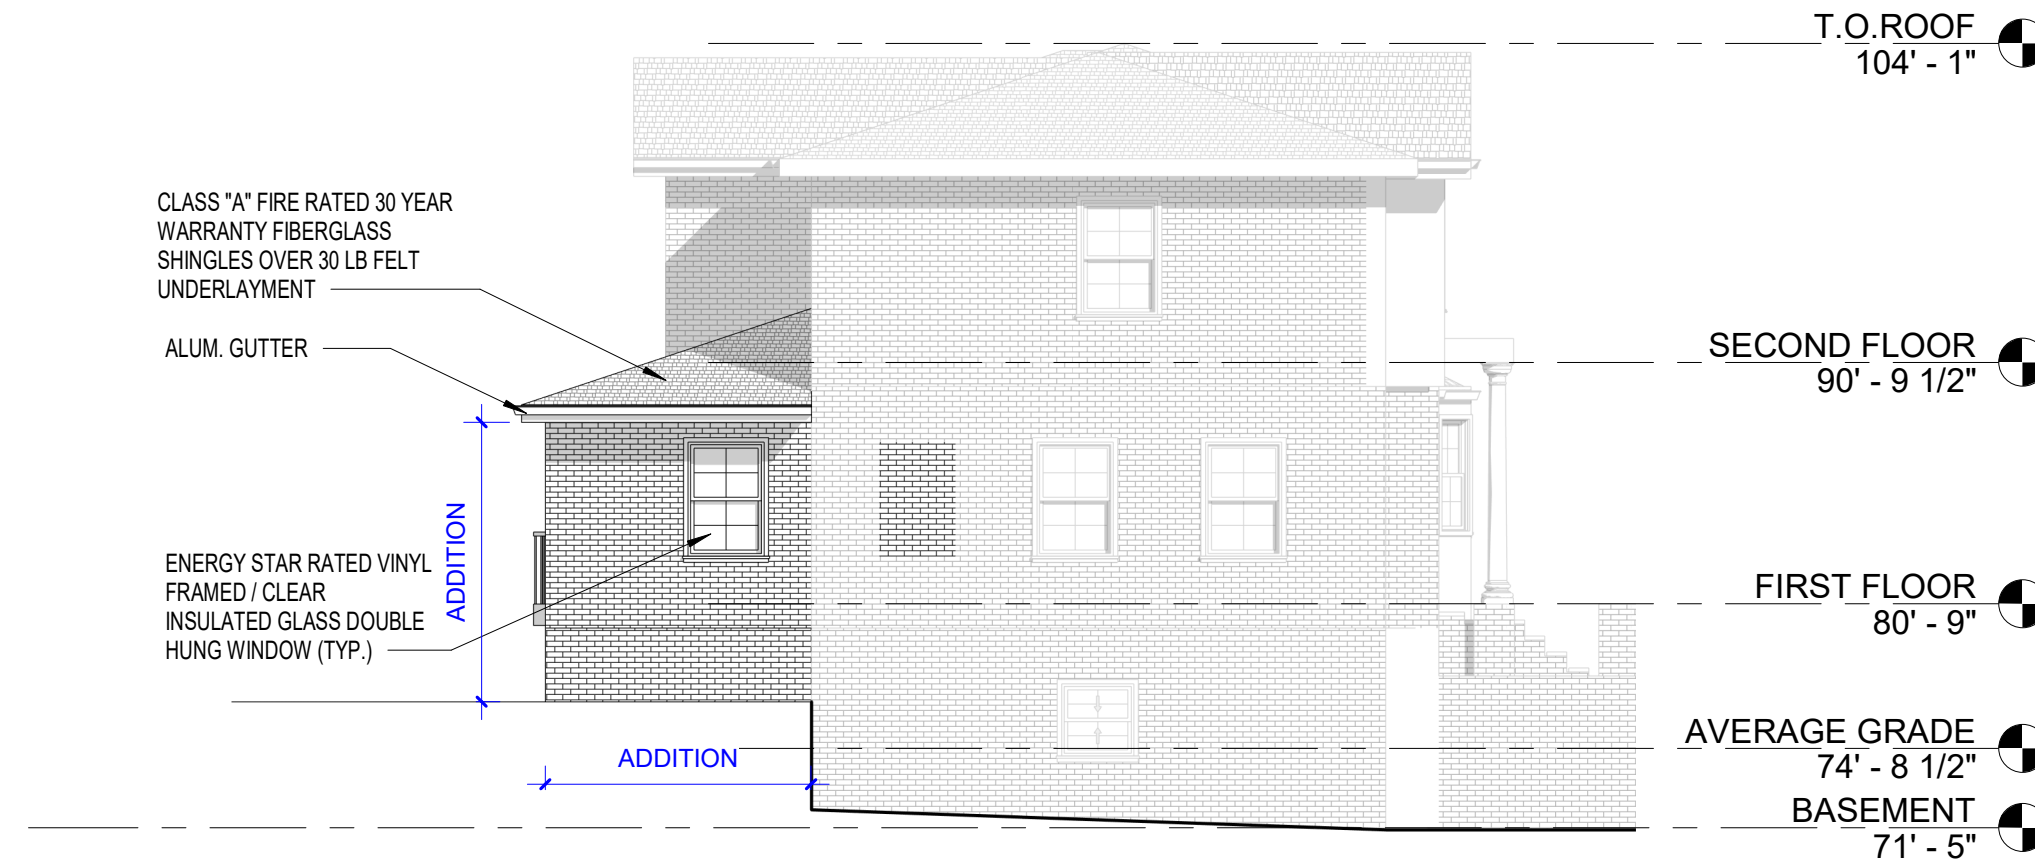 T.O.ROOF
104' - 1"
CLASS "A" FIRE RATED 30 YEAR
WARRANTY FIBERGLASS
SHINGLES OVER 30 LB FELT
UNDERLAYMENT
ALUM. GUTTER
SECOND FLOOR
90' - 9 1/2"
ADDITION
ENERGY STAR RATED VINYL
FRAMED / CLEAR
INSULATED GLASS DOUBLE
HUNG WINDOW (TYP.)
FIRST FLOOR
80' - 9"
ADDITION
AVERAGE GRADE
74' - 8 1/2"
BASEMENT
71' - 5"